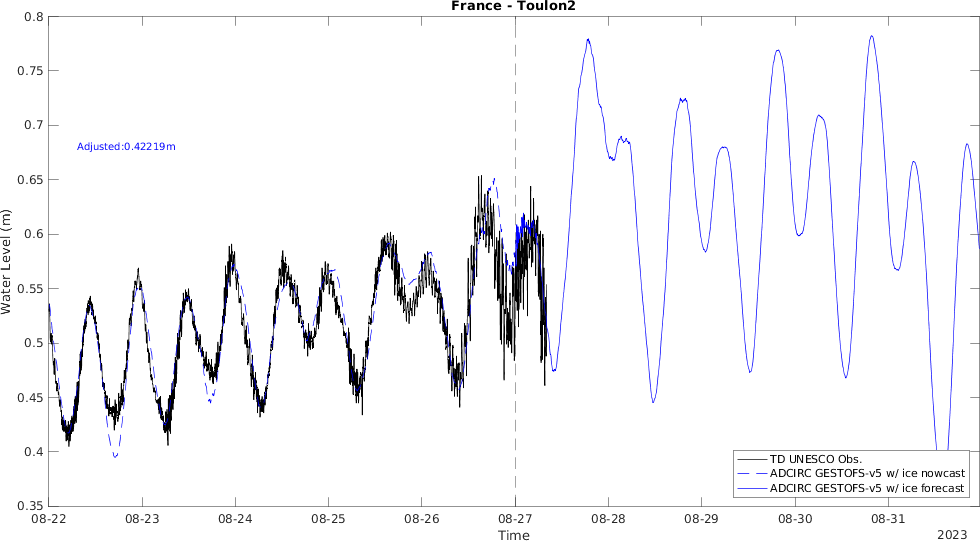 France - Toulon2
0.8
0.75
0.7
0.65
0.6
0.55
0.5
0.45
0.4
0.35
Water Level (m)
Adjusted:0.42219m
TD UNESCO Obs.
ADCIRC GESTOFS-v5 w/ ice nowcast
ADCIRC GESTOFS-v5 w/ ice forecast
08-22 08-23 08-24 08-25 08-26 08-27 08-28 08-29 08-30 08-31
Time
2023